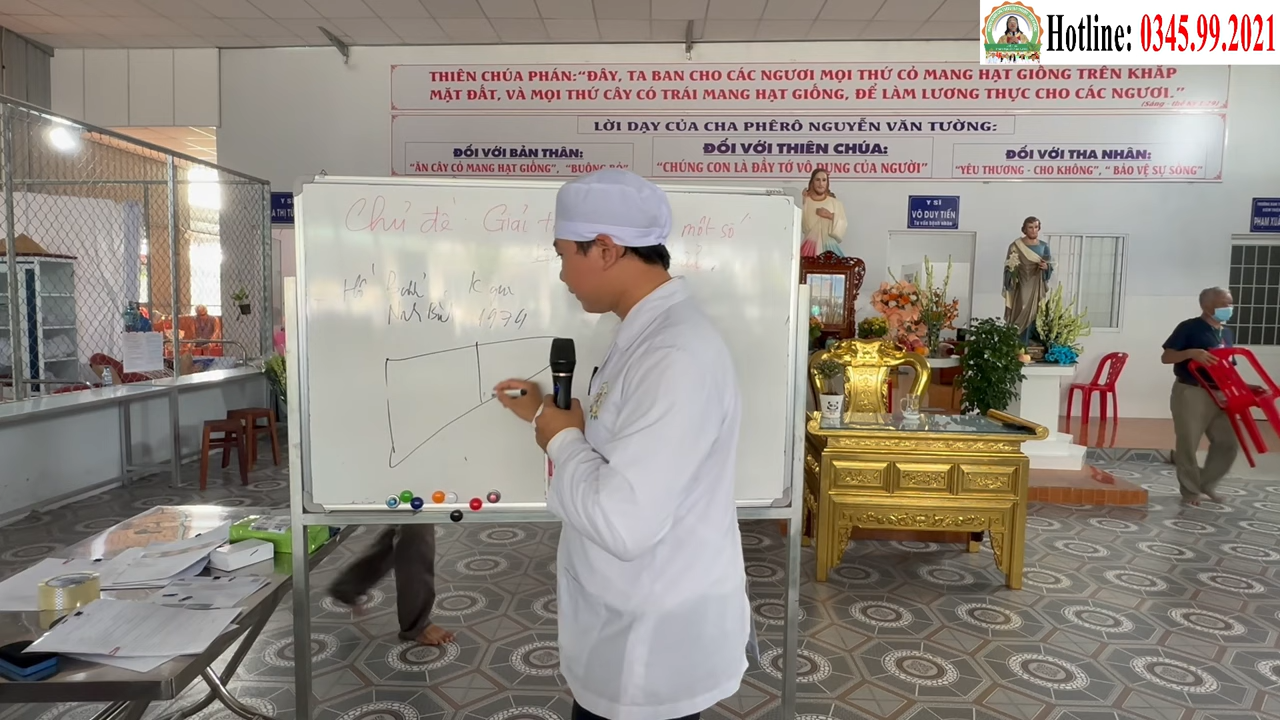 Hotline: 0345.99.2021
THIÊN CHÚA PHÁN:“ĐÂY, TA BAN CHO CÁC NGƯƠI MỌI THỨ CỎ MANG HẠT GIỐNG TRÊN KHẮP
MẶT ĐẤT, VÀ MỌI THỨ CÂY CÓ TRÁI MANG HẠT GIỐNG, ĐỂ LÀM LƯƠNG THỰC CHO CÁC NGƯƠI.”
LỜI DẠY CỦA CHA PHÊRÔ NGUYỄN VĂN TƯỜNG:
ĐỐI VỚI BẢN THÂN:
“ĂN CÂY CỎ MANG HẠT GIỐNG”, “BUÔNG BỎ”
ĐỐI VỚI THIÊN CHÚA:
“CHÚNG CON LÀ ĐẦY TỚ VÔ DỤNG CỦA NGƯỜI”
ĐỐI VỚI THA NHÂN:
“YÊU THƯƠNG - CHO KHÔNG”, “ BẢO VỆ SỰ SỐNG”
Y SĨ
VÕ DUY TIẾN
Chủ đề Giải
một số
1974